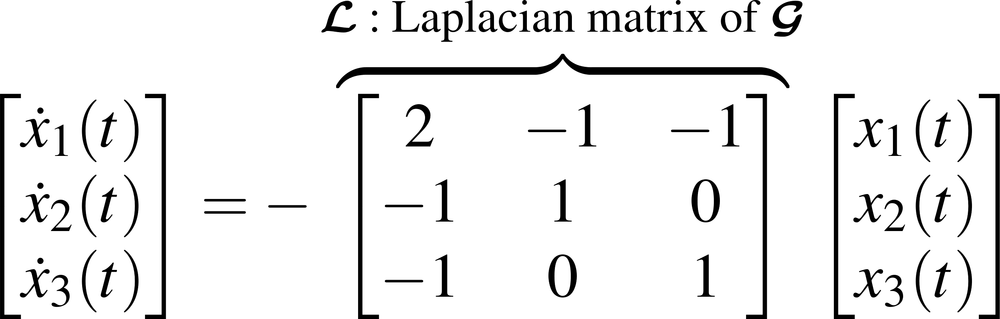 𝓛 : Laplacian matrix of 𝓖
ẋ₁(t) 2 −1 −1 x₁(t)
ẋ₂(t) = − −1 1 0 x₂(t)
ẋ₃(t) −1 0 1 x₃(t)